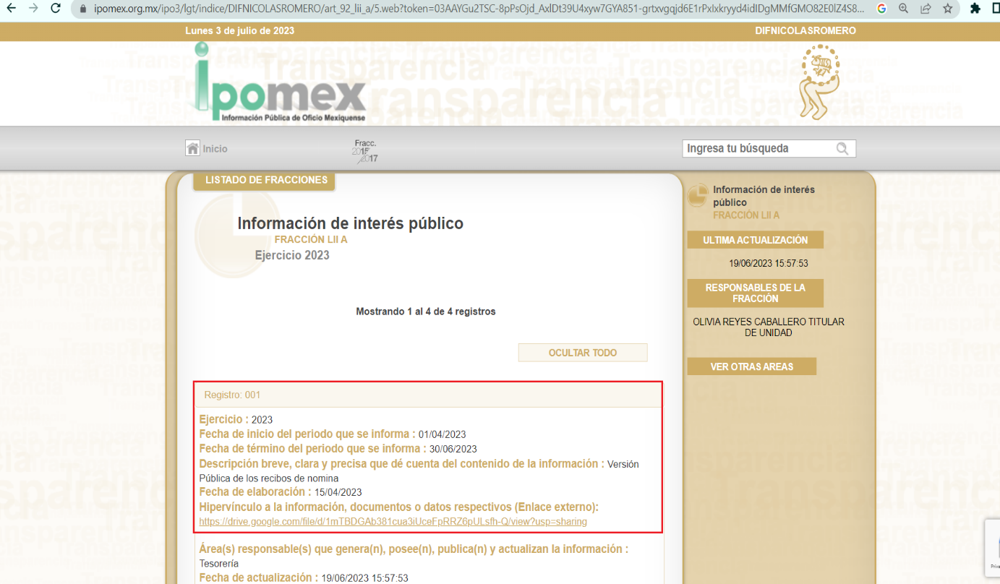 ipomex.org.mx/ipo3/lgt/indice/DIFNICOLASROMERO/art_92_lii_a/5.web?token=03AAYGu2TSC-8pPsOjd_AxlDt39U4xyw7GYA851-grtxvgqjd6E1rPxlxkryyd4idIDgMMfGMO82E0lZ4S8...
Lunes 3 de julio de 2023 DIFNICOLASROMERO
ipomex
Información Pública de Oficio Mexiquense
Inicio
Fracc.
2017
Ingresa tu búsqueda
LISTADO DE FRACCIONES
Información de interés público
FRACCIÓN LII A
Ejercicio 2023
Mostrando 1 al 4 de 4 registros
OCULTAR TODO
Registro: 001
Ejercicio : 2023
Fecha de inicio del periodo que se informa : 01/04/2023
Fecha de término del periodo que se informa : 30/06/2023
Descripción breve, clara y precisa que dé cuenta del contenido de la información : Versión
Pública de los recibos de nomina
Fecha de elaboración : 15/04/2023
Hipervínculo a la información, documentos o datos respectivos (Enlace externo):
https://drive.google.com/file/d/1mTBDGAb381cua3iUceFpRRZ6pULsfh-Q/view?usp=sharing
Área(s) responsable(s) que genera(n), posee(n), publica(n) y actualizan la información :
Tesorería
Fecha de actualización : 19/06/2023 15:57:53
Información de interés
público
FRACCIÓN LII A
ULTIMA ACTUALIZACIÓN
19/06/2023 15:57:53
RESPONSABLES DE LA
FRACCIÓN
OLIVIA REYES CABALLERO TITULAR
DE UNIDAD
VER OTRAS AREAS